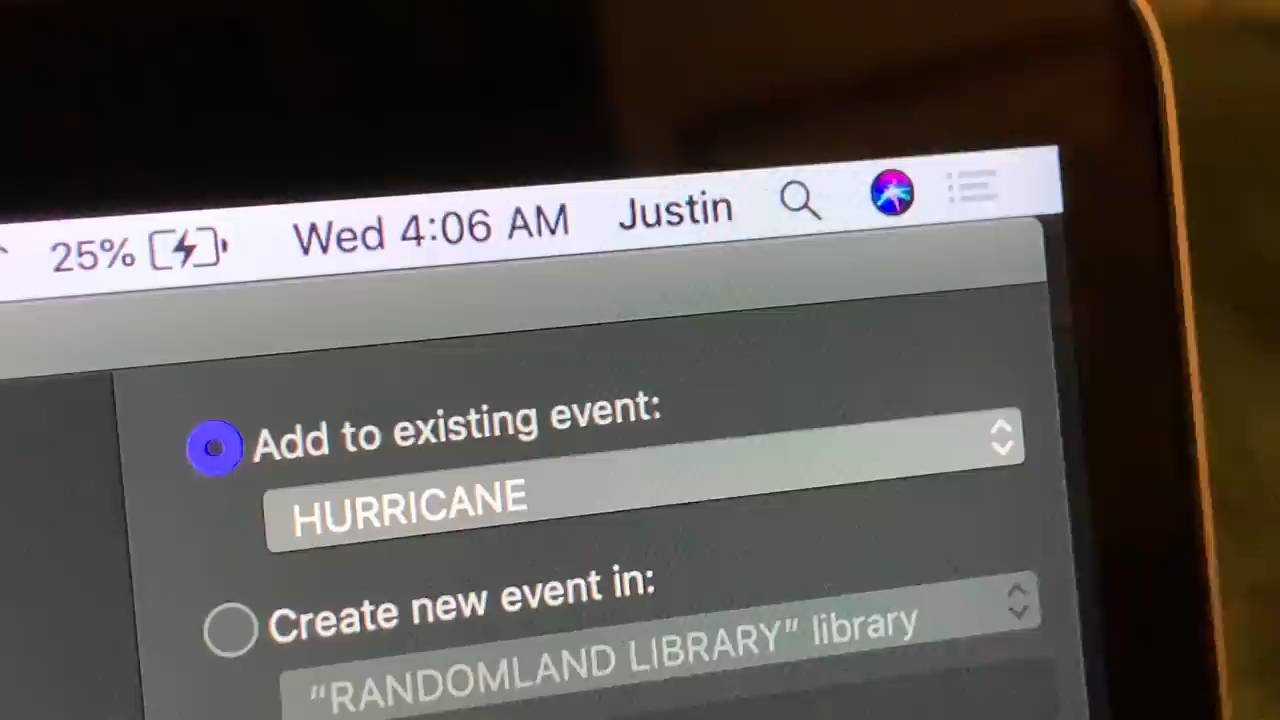 25% Wed 4:06 AM Justin
Add to existing event:
HURRICANE
Create new event in:
“RANDOMLAND LIBRARY” library